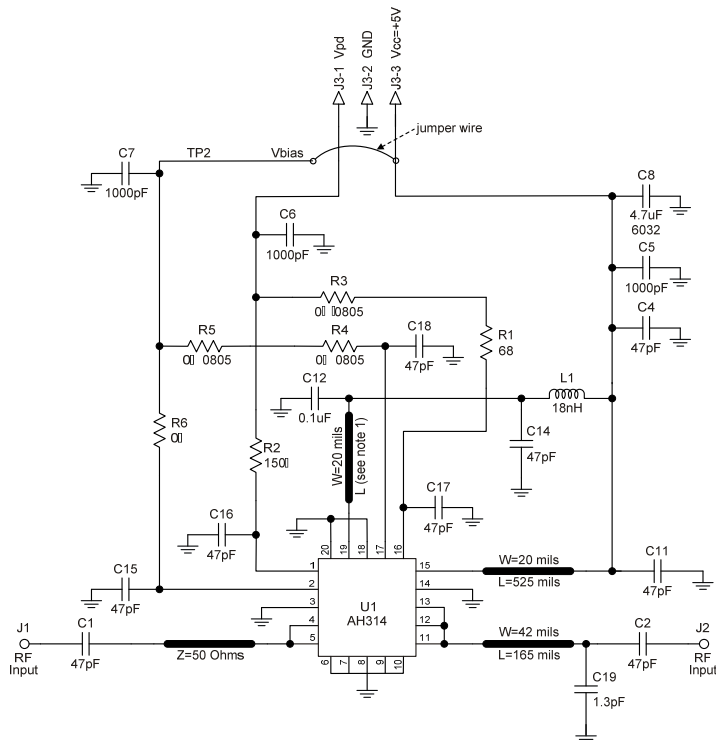 J3-1 Vpd
J3-2 GND
J3-3 Vcc=+5V
jumper wire
C7
1000pF
TP2
Vbias
C8
4.7uF
6032
C6
1000pF
C5
1000pF
R3
0 0805
C4
47pF
R5
0 0805
R4
0 0805
C18
47pF
R1
68
L1
18nH
C12
0.1uF
R6
0
W=20 mils
L (see note 1)
C14
47pF
R2
150
C16
47pF
C17
47pF
20
19
18
17
16
C15
47pF
1
2
3
4
5
U1
AH314
15
14
13
12
11
W=20 mils
L=525 mils
C11
47pF
J1
RF
Input
C1
47pF
Z=50 Ohms
W=42 mils
L=165 mils
C2
47pF
J2
RF
Input
6
7
8
9
10
C19
1.3pF